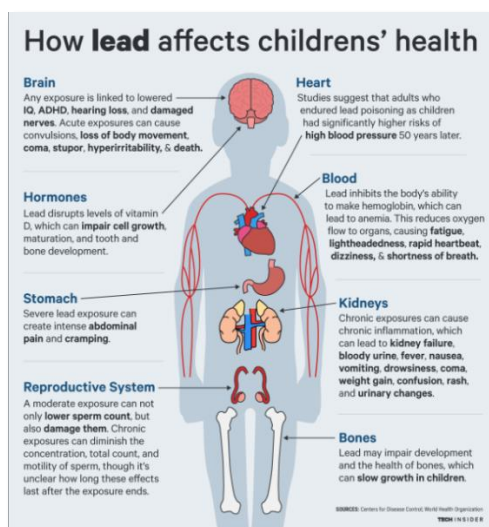 How lead affects childrens' health
Brain
Any exposure is linked to lowered
IQ, ADHD, hearing loss, and damaged
nerves. Acute exposures can cause
convulsions, loss of body movement,
coma, stupor, hyperirritability, & death.
Hormones
Lead disrupts levels of vitamin
D, which can impair cell growth,
maturation, and tooth and
bone development.
Stomach
Severe lead exposure can
create intense abdominal
pain and cramping.
Reproductive System
A moderate exposure can not
only lower sperm count, but
also damage them. Chronic
exposures can diminish the
concentration, total count, and
motility of sperm, though it's
unclear how long these effects
last after the exposure ends.
Heart
Studies suggest that adults who
endured lead poisoning as children
had significantly higher risks of
high blood pressure 50 years later.
Blood
Lead inhibits the body's ability
to make hemoglobin, which can
lead to anemia. This reduces oxygen
flow to organs, causing fatigue,
lightheadedness, rapid heartbeat,
dizziness, & shortness of breath.
Kidneys
Chronic exposures can cause
chronic inflammation, which
can lead to kidney failure,
bloody urine, fever, nausea,
vomiting, drowsiness, coma,
weight gain, confusion, rash, and
urinary changes.
Bones
Lead may impair development
and the health of bones, which
can slow growth in children.
SOURCES: Centers for Disease Control; World Health Organization
TECH INSIDER